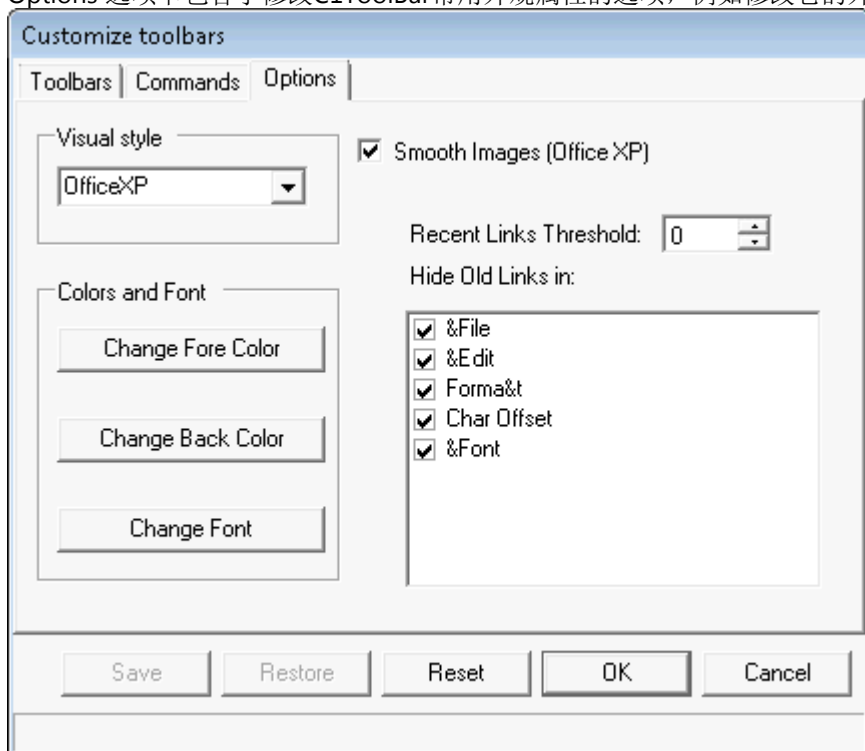 Customize toolbars
Toolbars Commands Options
Visual style
OfficeXP
Smooth Images (Office XP)
Recent Links Threshold: 0
Hide Old Links in:
&File
&Edit
Forma&t
Char Offset
&Font
Colors and Font
Change Fore Color
Change Back Color
Change Font
Save Restore Reset OK Cancel